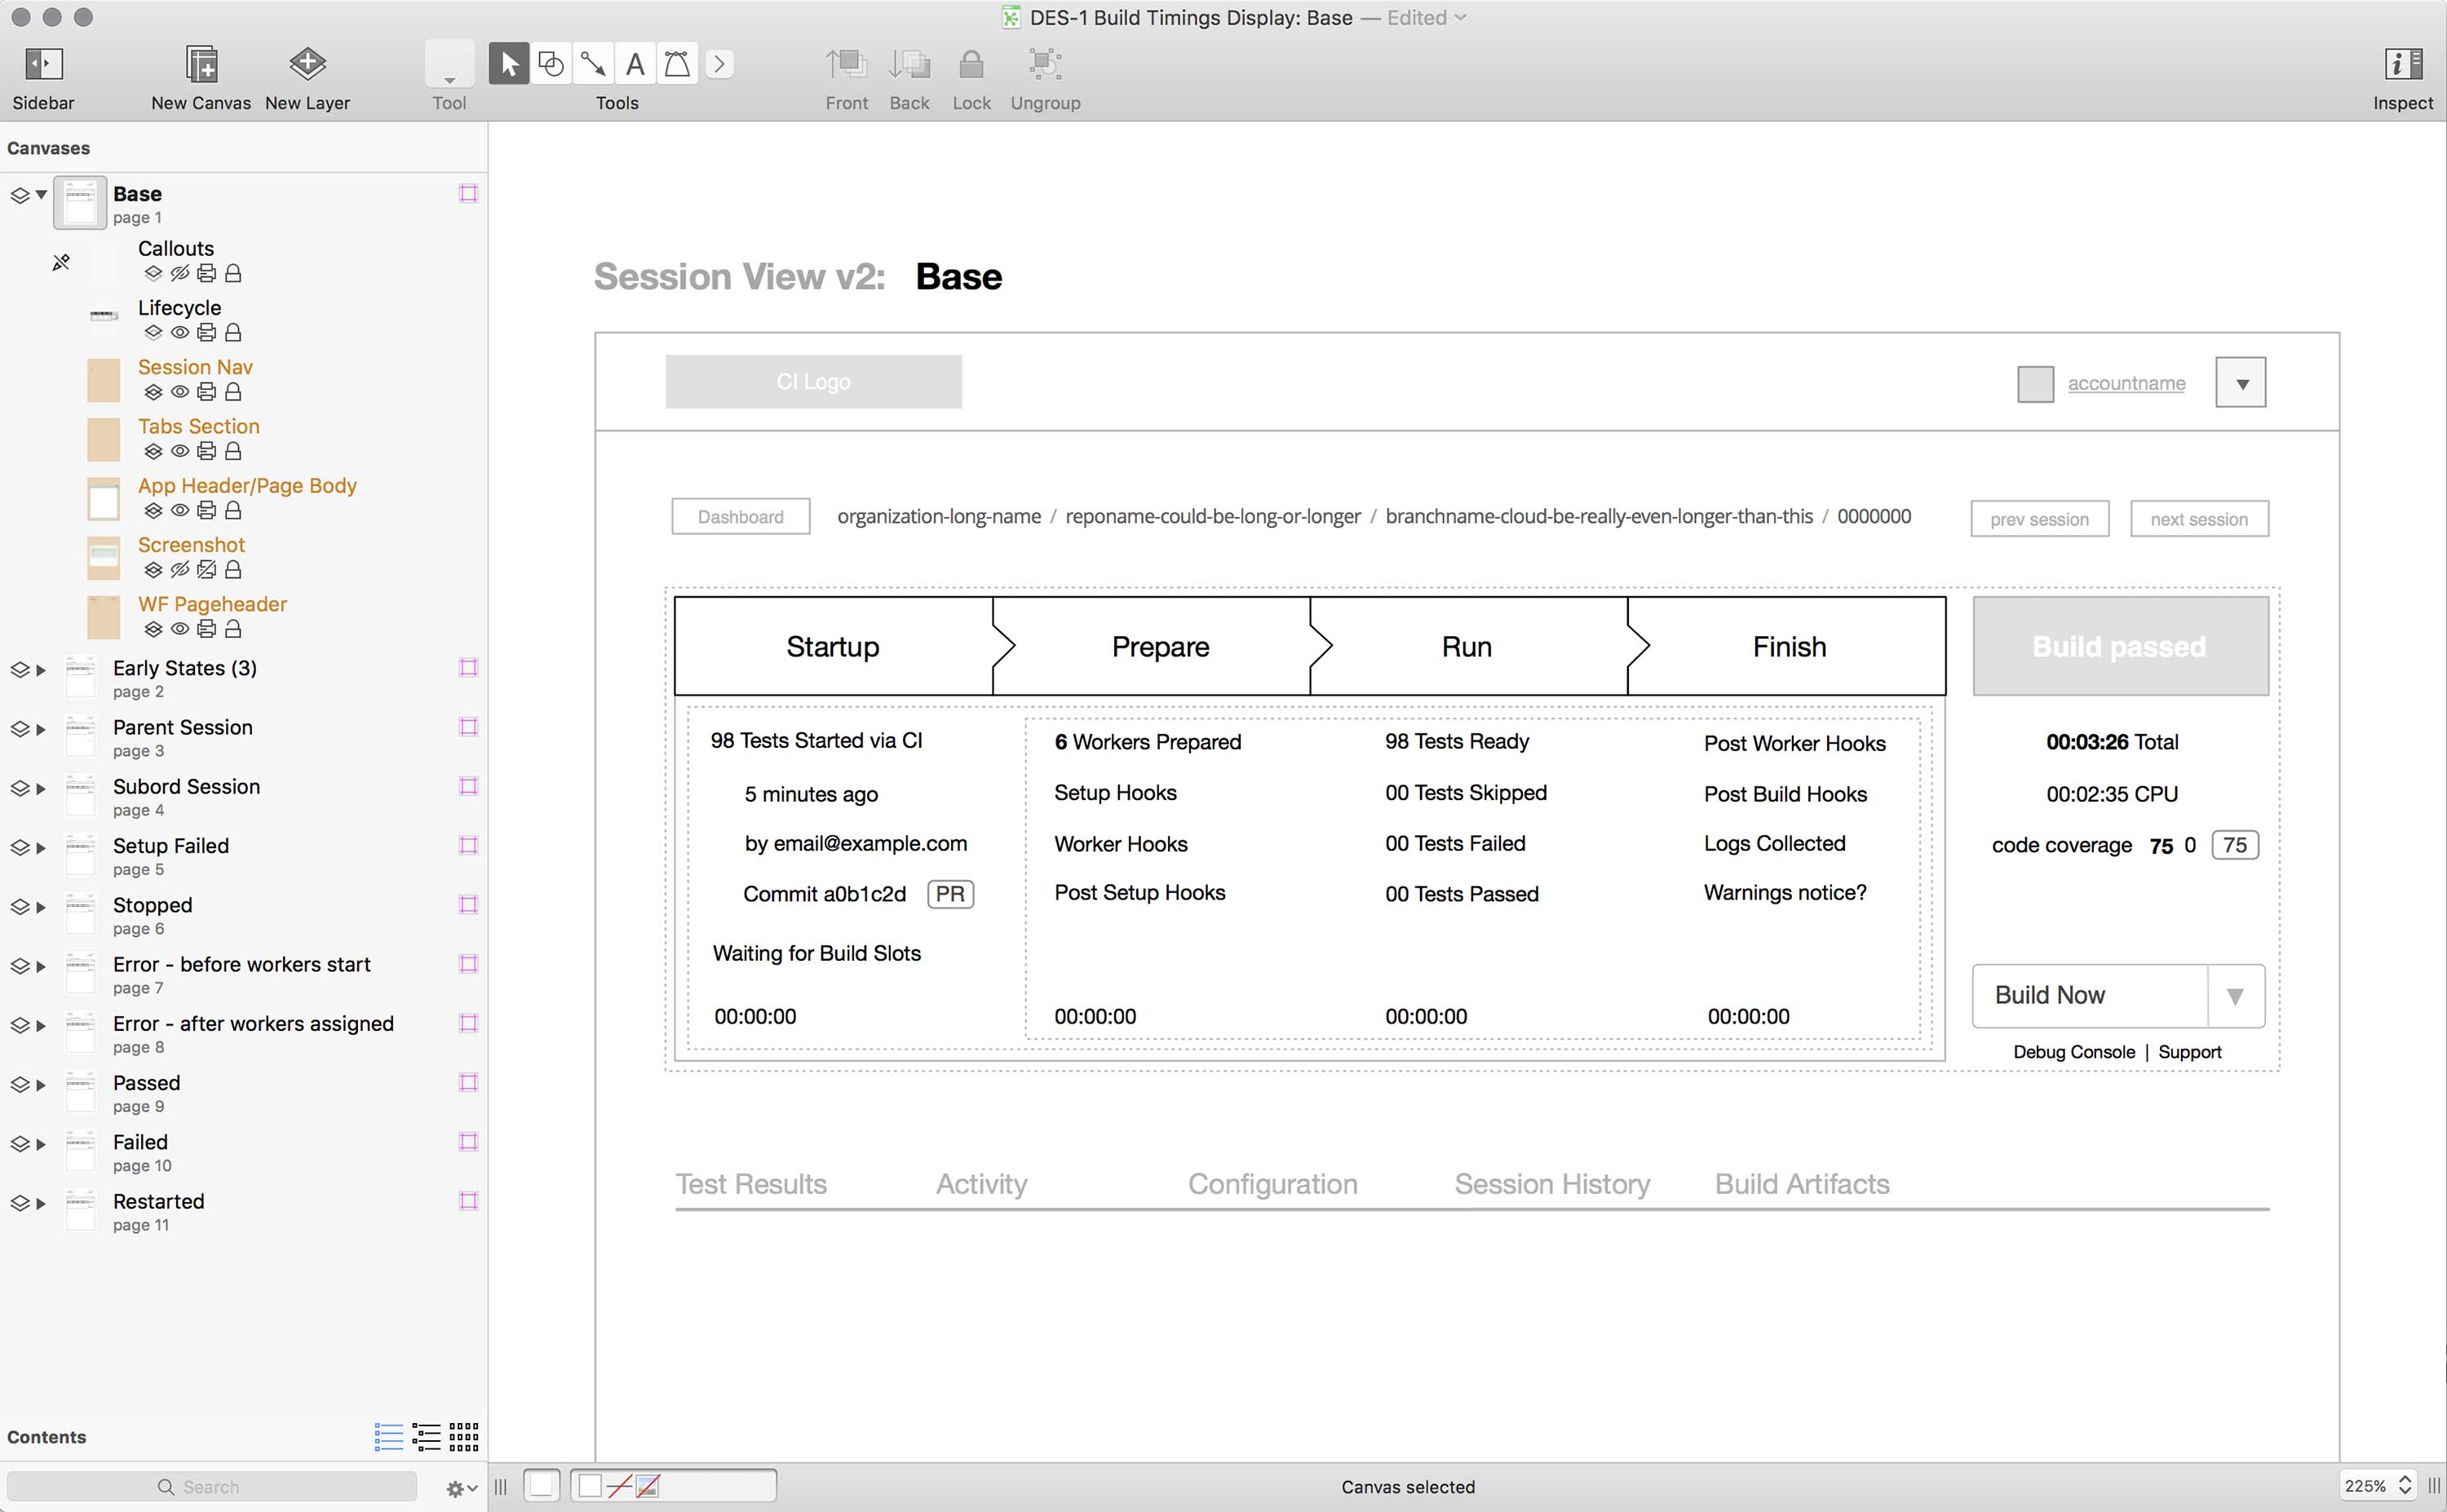 DES-1 Build Timings Display: Base — Edited
Sidebar
New Canvas
New Layer
Tool
Tools
Front
Back
Lock
Ungroup
Inspect
Canvases
Base
page 1
Callouts
Lifecycle
Session Nav
Tabs Section
App Header/Page Body
Screenshot
WF Pageheader
Early States (3)
page 2
Parent Session
page 3
Subord Session
page 4
Setup Failed
page 5
Stopped
page 6
Error - before workers start
page 7
Error - after workers assigned
page 8
Passed
page 9
Failed
page 10
Restarted
page 11
Contents
Search
Session View v2: Base
CI Logo
accountname
Dashboard
organization-long-name / reponame-could-be-long-or-longer / branchname-cloud-be-really-even-longer-than-this / 0000000
prev session
next session
Startup
Prepare
Run
Finish
Build passed
98 Tests Started via CI
5 minutes ago
by email@example.com
Commit a0b1c2d PR
Waiting for Build Slots
00:00:00
6 Workers Prepared
Setup Hooks
Worker Hooks
Post Setup Hooks
00:00:00
98 Tests Ready
00 Tests Skipped
00 Tests Failed
00 Tests Passed
00:00:00
Post Worker Hooks
Post Build Hooks
Logs Collected
Warnings notice?
00:00:00
00:03:26 Total
00:02:35 CPU
code coverage 75 0 75
Build Now
Debug Console | Support
Test Results
Activity
Configuration
Session History
Build Artifacts
Canvas selected
225%